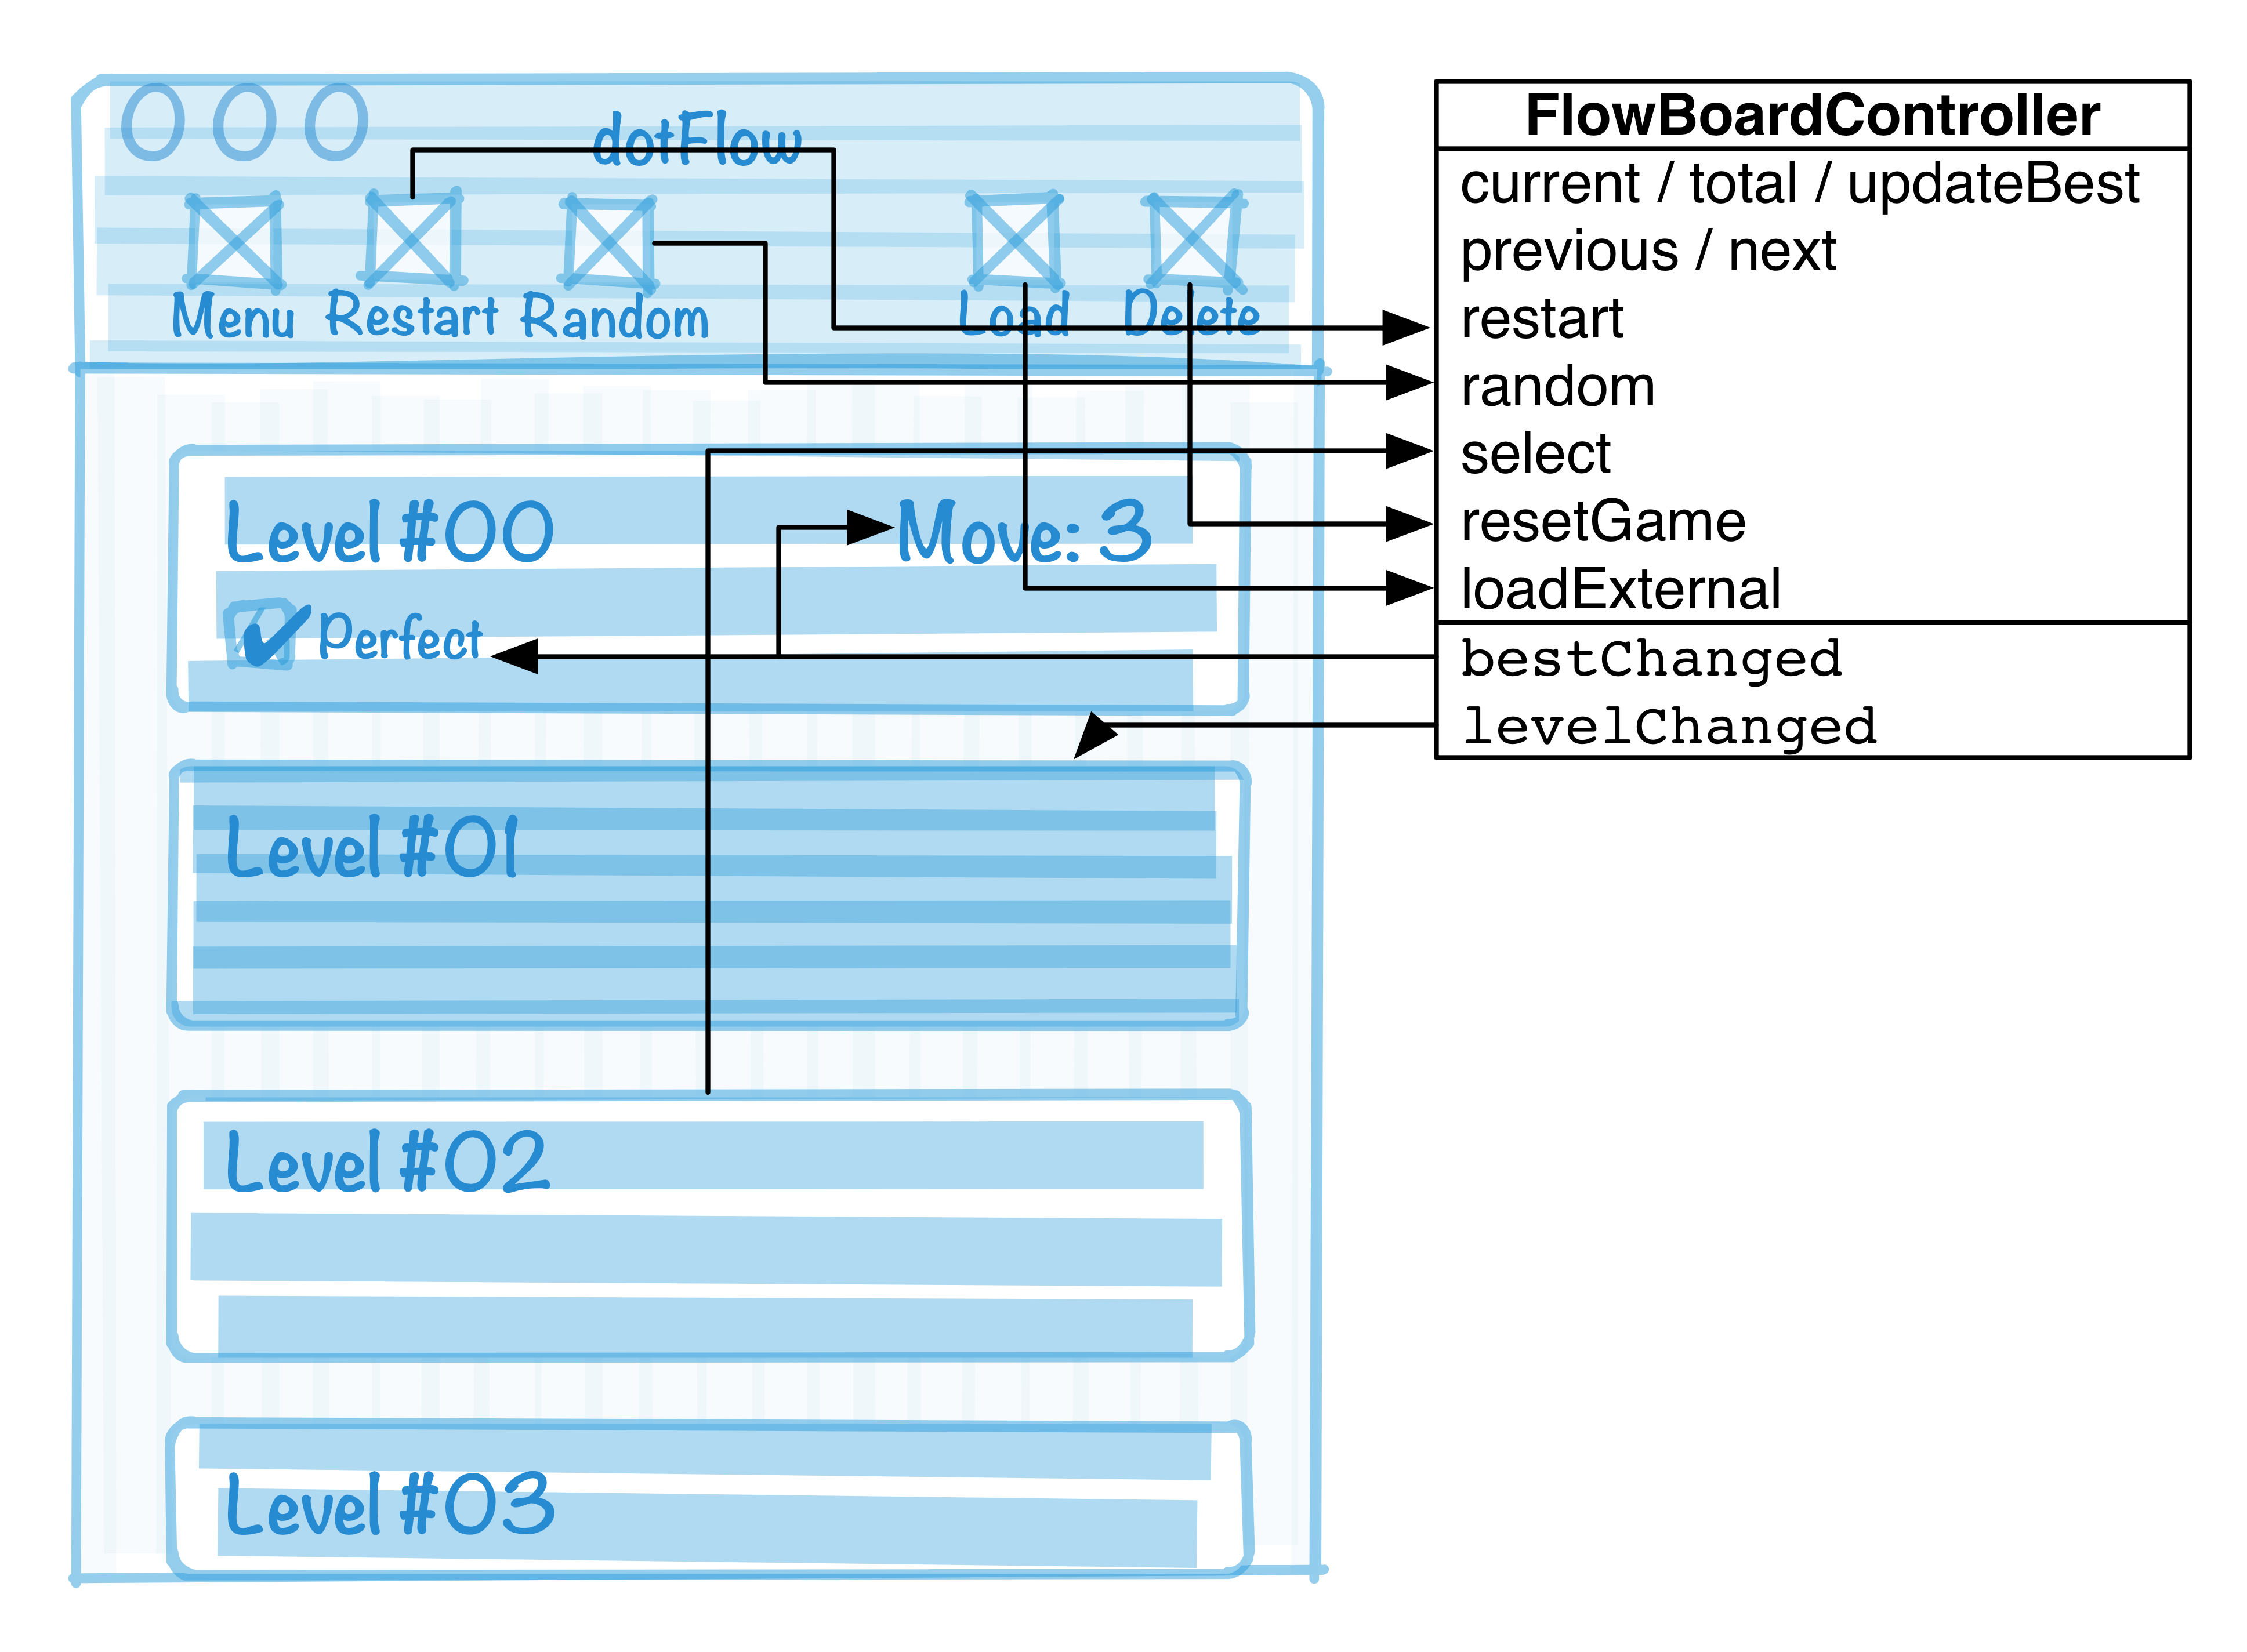 dotFlow
Menu Restart Random Load Delete
Level #00 Move: 3
Perfect
Level #01
Level #02
Level #03
FlowBoardController
current / total / updateBest
previous / next
restart
random
select
resetGame
loadExternal
bestChanged
levelChanged